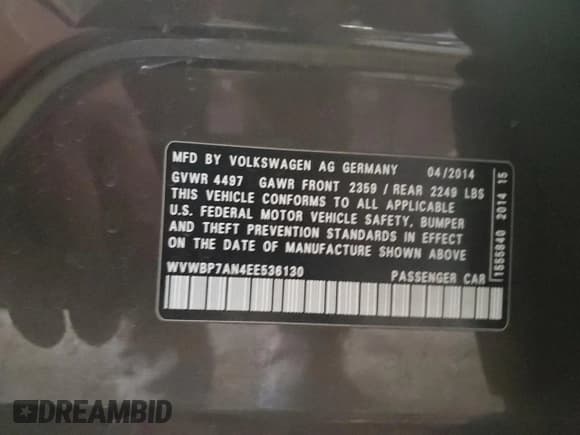 MFD BY VOLKSWAGEN AG GERMANY 04/2014
GVWR 4497 GAWR FRONT 2359 / REAR 2249 LBS
THIS VEHICLE CONFORMS TO ALL APPLICABLE
U.S. FEDERAL MOTOR VEHICLE SAFETY, BUMPER
AND THEFT PREVENTION STANDARDS IN EFFECT
ON THE DATE OF MANUFACTURE SHOWN ABOVE
WVWBP7AN4EE536130 PASSENGER CAR
1555840 2014 15
DREAMBID